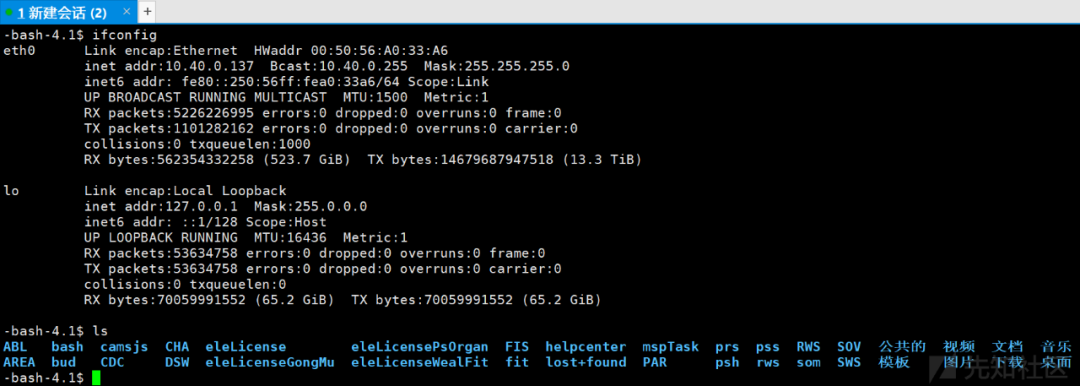 1 新建会话 (2) × +
-bash-4.1$ ifconfig
eth0 Link encap:Ethernet HWaddr 00:50:56:A0:33:A6
inet addr:10.40.0.137 Bcast:10.40.0.255 Mask:255.255.255.0
inet6 addr: fe80::250:56ff:fea0:33a6/64 Scope:Link
UP BROADCAST RUNNING MULTICAST MTU:1500 Metric:1
RX packets:5226226995 errors:0 dropped:0 overruns:0 frame:0
TX packets:1101282162 errors:0 dropped:0 overruns:0 carrier:0
collisions:0 txqueuelen:1000
RX bytes:562354332258 (523.7 GiB) TX bytes:14679687947518 (13.3 TiB)
lo Link encap:Local Loopback
inet addr:127.0.0.1 Mask:255.0.0.0
inet6 addr: ::1/128 Scope:Host
UP LOOPBACK RUNNING MTU:16436 Metric:1
RX packets:53634758 errors:0 dropped:0 overruns:0 frame:0
TX packets:53634758 errors:0 dropped:0 overruns:0 carrier:0
collisions:0 txqueuelen:0
RX bytes:70059991552 (65.2 GiB) TX bytes:70059991552 (65.2 GiB)
-bash-4.1$ ls
ABL bash camsjs CHA eleLicense eleLicensePsOrgan FIS helpcenter mspTask prs pss RWS SOV 公共的 视频 文档 音乐
AREA bud CDC DSW eleLicenseGongMu eleLicenseWealFit fit lost+found PAR psh rws som SWS 模板 图片 下载 桌面
-bash-4.1$
先知社区